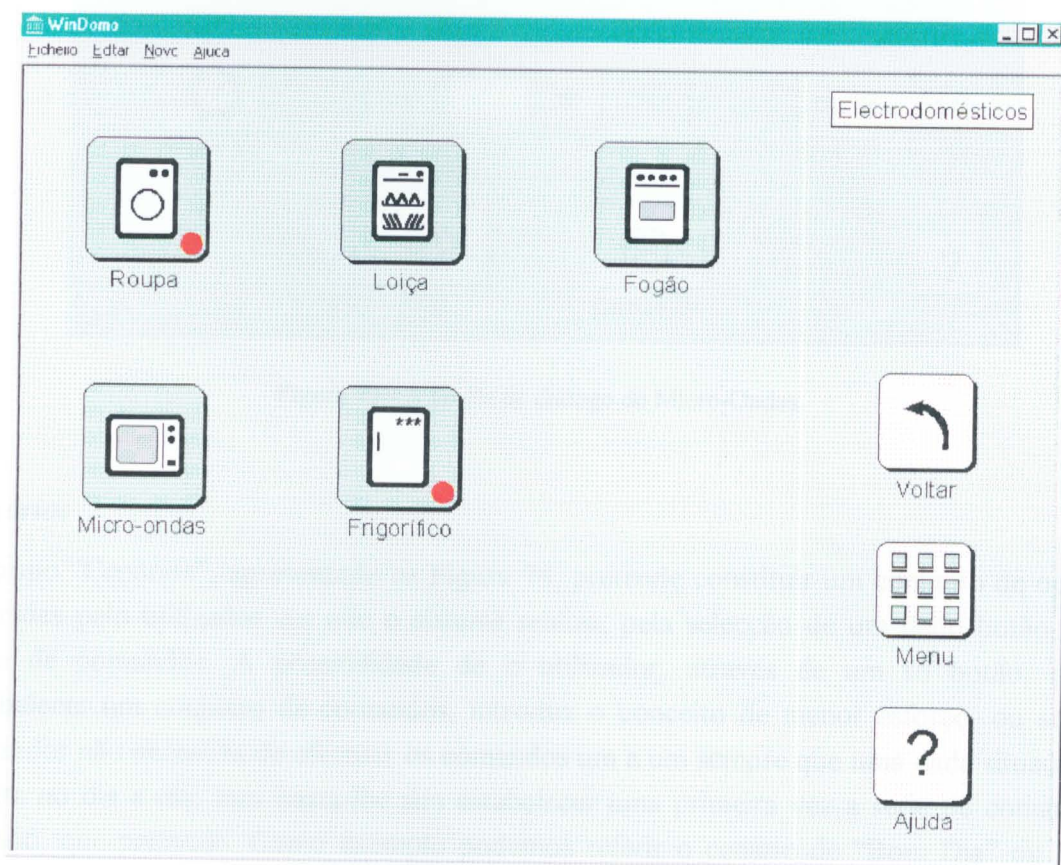 WinDomo
Ficheiro Editar Novo Ajuda
Electrodomésticos
Roupa
Loiça
Fogão
Micro-ondas
Frigorífico
Voltar
Menu
?
Ajuda